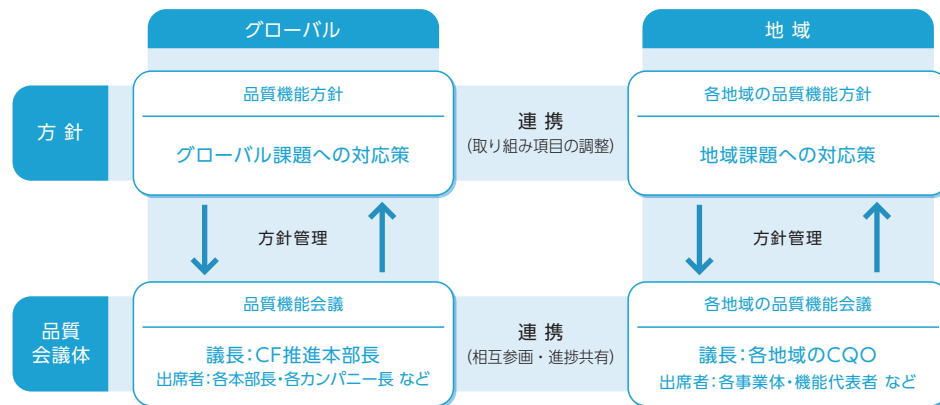 グローバル
地 域
方 針
品質機能方針
グローバル課題への対応策
連 携
(取り組み項目の調整)
各地域の品質機能方針
地域課題への対応策
方針管理
方針管理
品質
会議体
品質機能会議
議長:CF推進本部長
出席者:各本部長・各カンパニー長 など
連 携
(相互参画・進捗共有)
各地域の品質機能会議
議長:各地域のCQO
出席者:各事業体・機能代表者 など